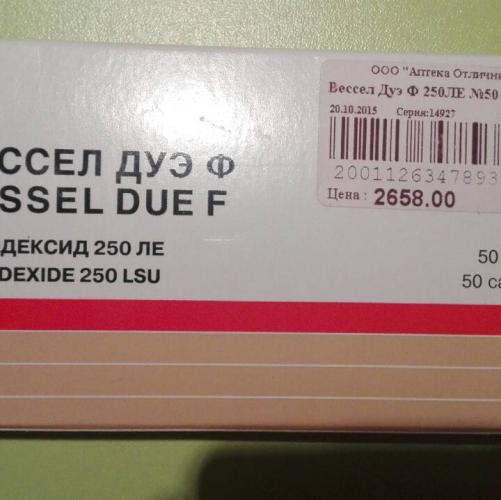 ООО "Аптека Отличн
Вессел Дуэ Ф 250ЛЕ №50
20.10.2015 Серия:14927
2001126347893
Цена : 2658.00
ССЕЛ ДУЭ Ф
SSEL DUE F
ДЕКСИД 250 ЛЕ
DEXIDE 250 LSU
50
50 ca